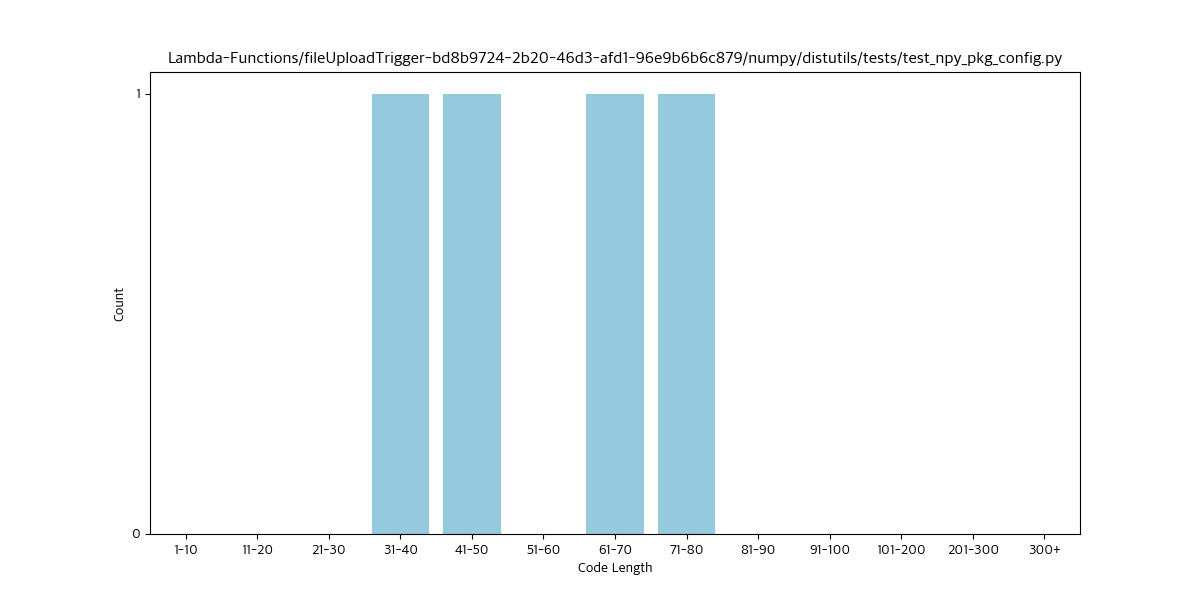 Lambda-Functions/fileUploadTrigger-bd8b9724-2b20-46d3-afd1-96e9b6b6c879/numpy/distutils/tests/test_npy_pkg_config.py
1
Count
0
1-10 11-20 21-30 31-40 41-50 51-60 61-70 71-80 81-90 91-100 101-200 201-300 300+
Code Length